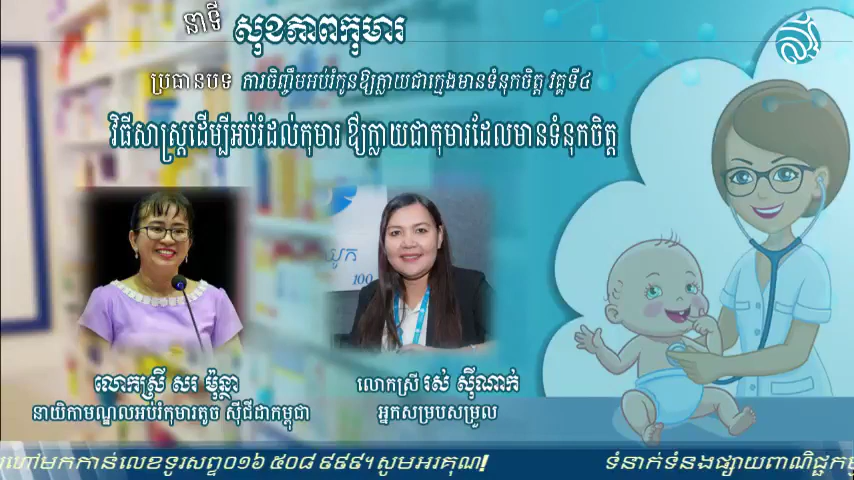 នាទី សុខភាពកុមារ
ប្រធានបទ ការចិញ្ចឹមអប់រំកូនឱ្យក្លាយជាក្មេងមានទំនុកចិត្ត វគ្គទី៤
វិធីសាស្ត្រដើម្បីអប់រំដល់កុមារ ឱ្យក្លាយជាកុមារដែលមានទំនុកចិត្ត
ឃ្លោក
100
លោកស្រី សរ ម៉ុន្ថា
នាយិកាមណ្ឌលអប់រំកុមារតូច ស៊ីជីដាកម្ពុជា
លោកស្រី រស់ ស៊ីណាក់
អ្នកសម្របសម្រួល
ហៅមកកាន់លេខទូរសព្ទ០១៦ ៥០៨ ៩៩៩។ សូមអរគុណ!
ទំនាក់ទំនងផ្សាយពាណិជ្ជកម្ម